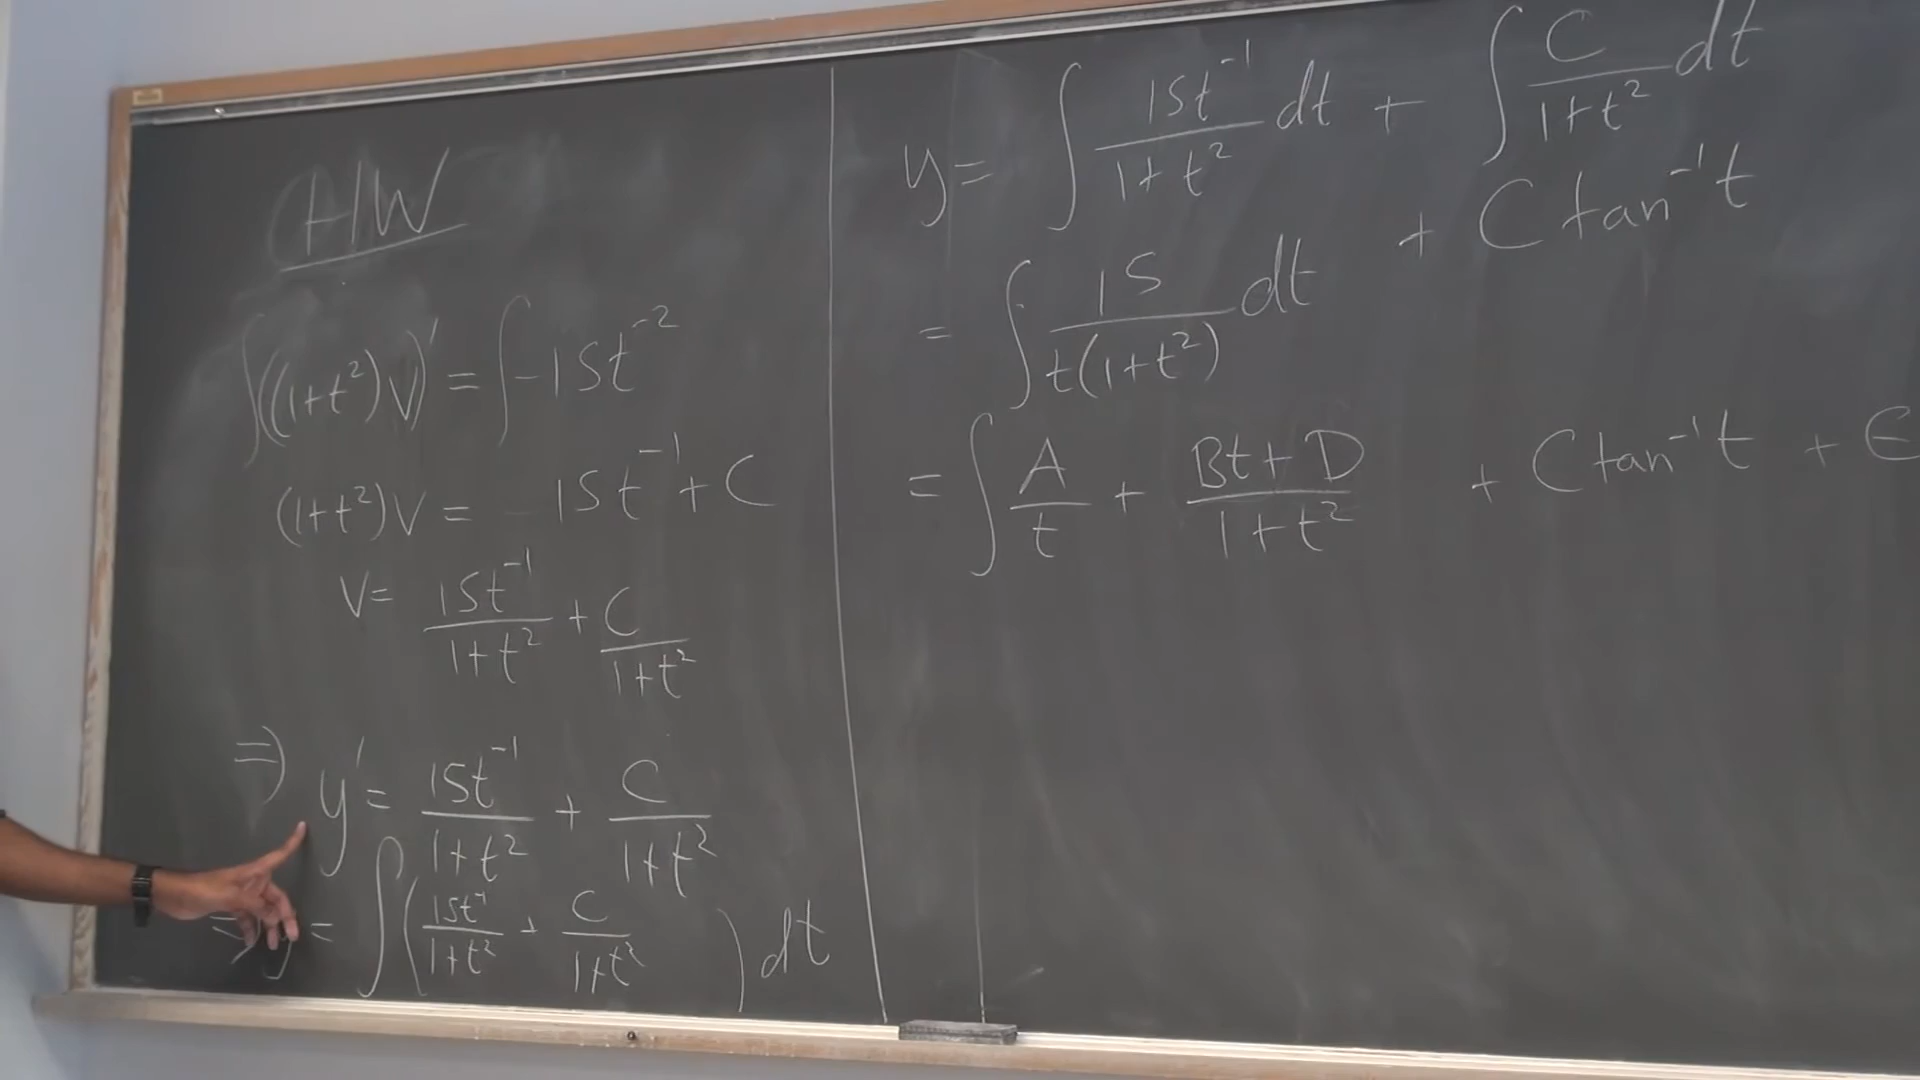 HW
∫((1+t²)v)' = ∫-15t⁻²
(1+t²)v = 15t⁻¹ + C
v = 15t⁻¹/(1+t²) + C/(1+t²)
⇒ y' = 15t⁻¹/(1+t²) + C/(1+t²)
⇒ y = ∫(15t⁻¹/(1+t²) + C/(1+t²)) dt
y = ∫ 15t⁻¹/(1+t²) dt + ∫ C/(1+t²) dt
= ∫ 15/(t(1+t²)) dt + C tan⁻¹t
= ∫ A/t + (Bt+D)/(1+t²) + C tan⁻¹t + E